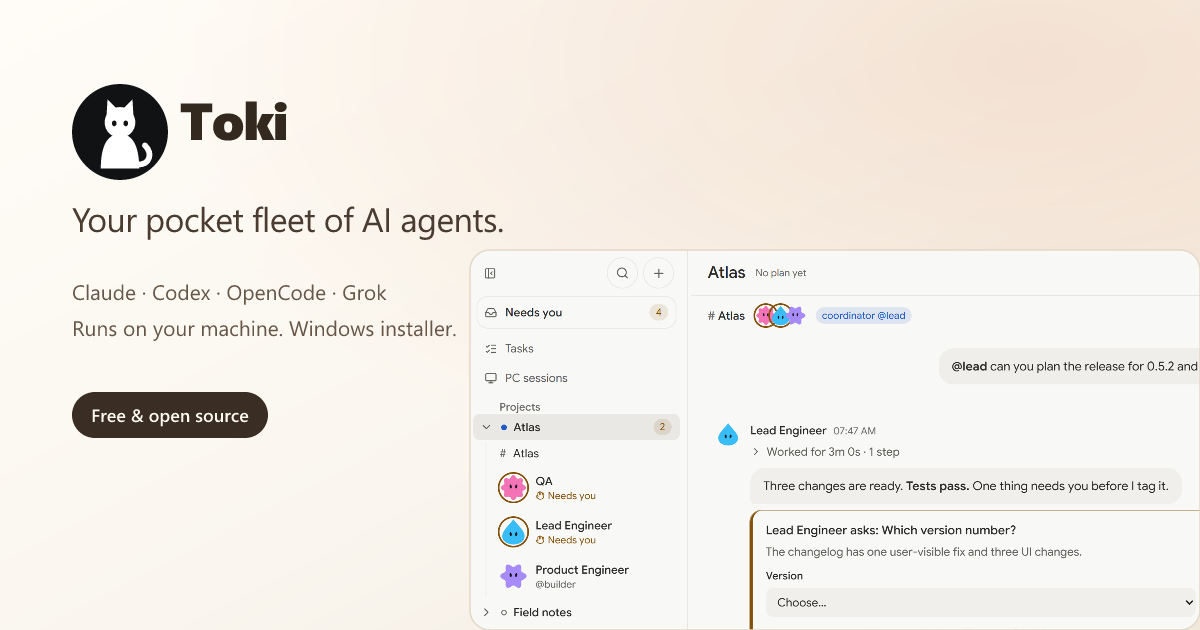 Toki
Your pocket fleet of AI agents.
Claude · Codex · OpenCode · Grok
Runs on your machine. Windows installer.
Free & open source
Needs you 4
Tasks
PC sessions
Projects
Atlas 2
# Atlas
QA
Needs you
Lead Engineer
Needs you
Product Engineer
@builder
Field notes
Atlas No plan yet
# Atlas coordinator @lead
@lead can you plan the release for 0.5.2 and
Lead Engineer 07:47 AM
Worked for 3m 0s · 1 step
Three changes are ready. Tests pass. One thing needs you before I tag it.
Lead Engineer asks: Which version number?
The changelog has one user-visible fix and three UI changes.
Version
Choose...